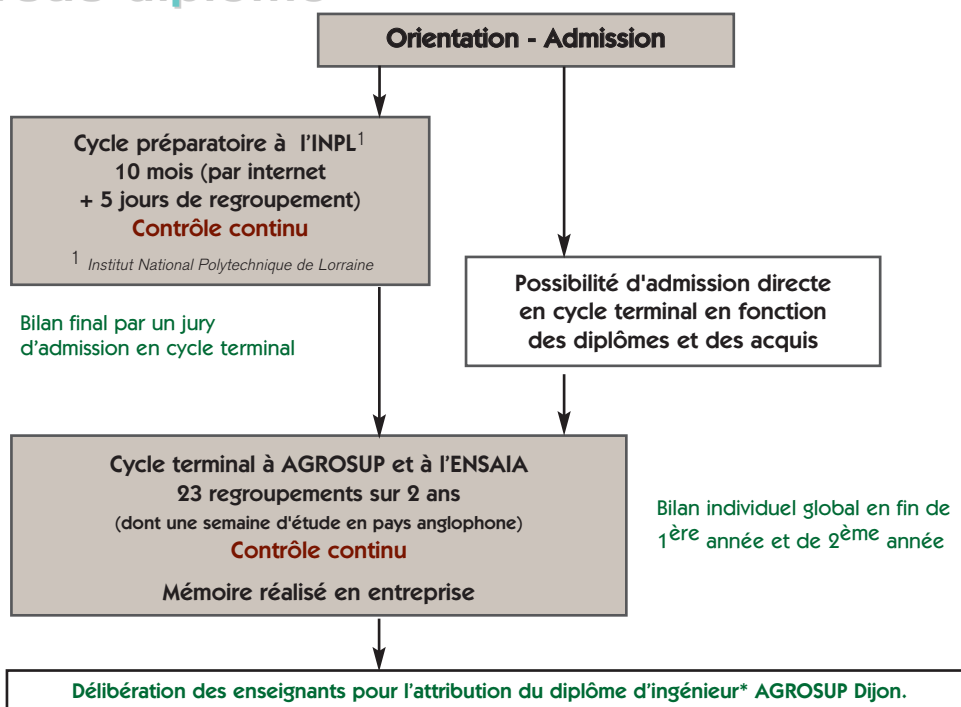 Orientation - Admission
Cycle préparatoire à l'INPL1
10 mois (par internet
+ 5 jours de regroupement)
Contrôle continu
1 Institut National Polytechnique de Lorraine
Possibilité d'admission directe
en cycle terminal en fonction
des diplômes et des acquis
Bilan final par un jury
d'admission en cycle terminal
Cycle terminal à AGROSUP et à l'ENSAIA
23 regroupements sur 2 ans
(dont une semaine d'étude en pays anglophone)
Contrôle continu
Mémoire réalisé en entreprise
Bilan individuel global en fin de
1ère année et de 2ème année
Délibération des enseignants pour l'attribution du diplôme d'ingénieur* AGROSUP Dijon.